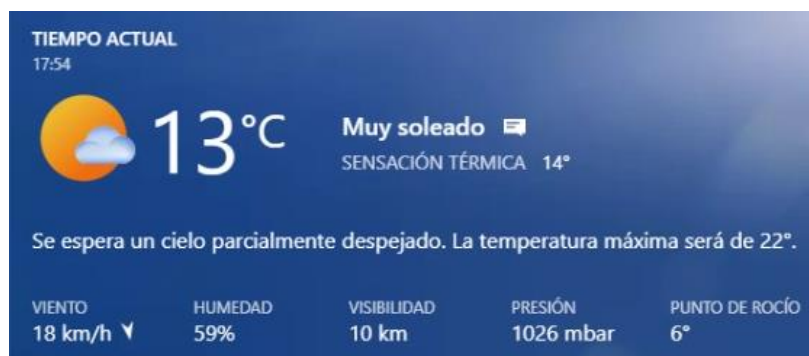 TIEMPO ACTUAL
17:54
13°C
Muy soleado
SENSACIÓN TÉRMICA 14°
Se espera un cielo parcialmente despejado. La temperatura máxima será de 22°.
VIENTO HUMEDAD VISIBILIDAD PRESIÓN PUNTO DE ROCÍO
18 km/h 59% 10 km 1026 mbar 6°